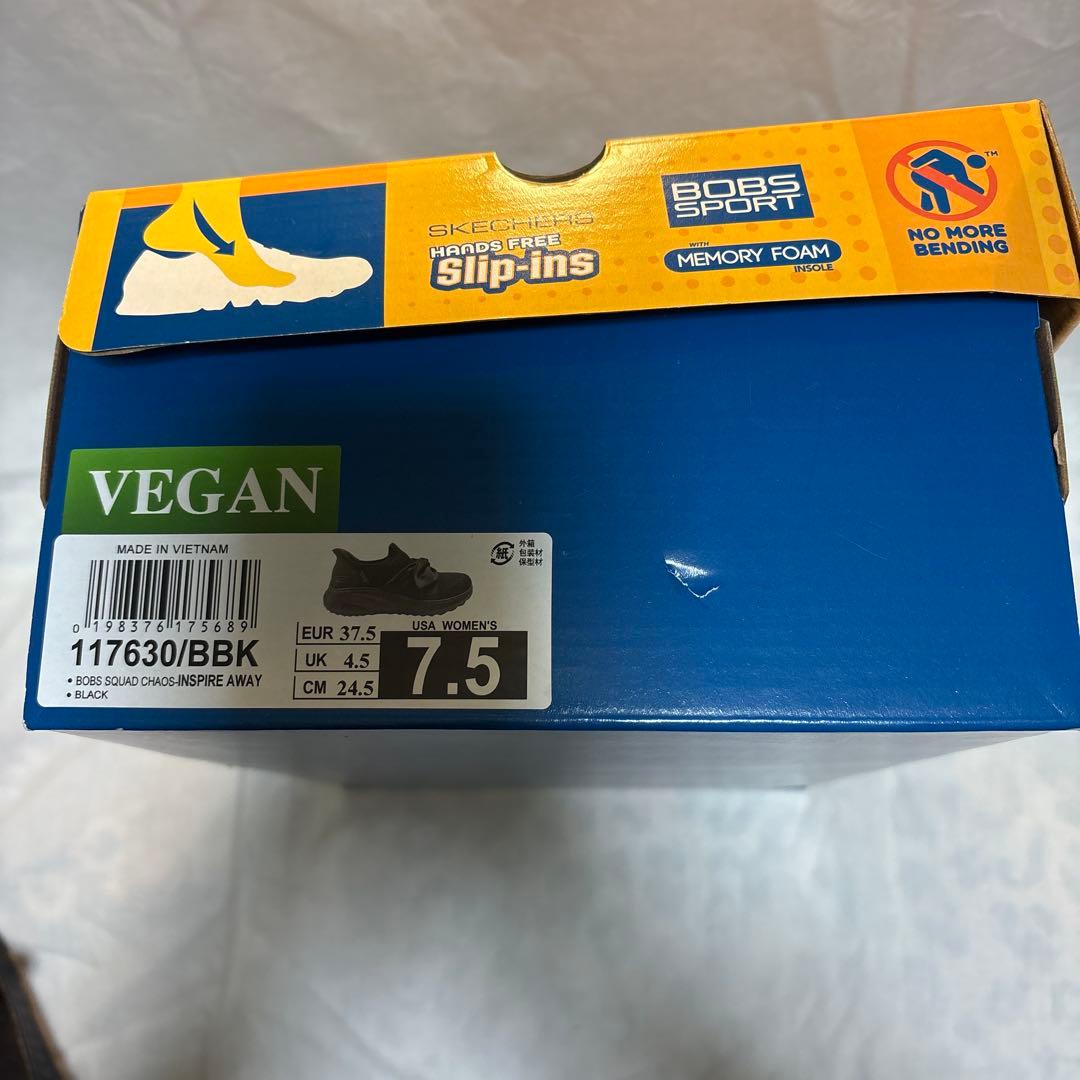 SKECHERS
HANDS FREE
Slip-ins
BOBS
SPORT
WITH
MEMORY FOAM
INSOLE
TM
NO MORE
BENDING
VEGAN
MADE IN VIETNAM
0 198376 175689
117630/BBK
• BOBS SQUAD CHAOS-INSPIRE AWAY
• BLACK
紙
外箱
包装材
保型材
EUR 37.5
UK 4.5
CM 24.5
USA WOMEN'S
7.5